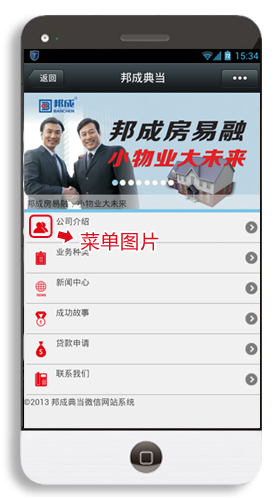 15:34
返回
邦成典当
邦成
BANCHEN
邦成房易融
小物业大未来
邦成房易融，小物业大未来
公司介绍
菜单图片
业务种类
NEWS
新闻中心
成功故事
$
贷款申请
联系我们
©2013 邦成典当微信网站系统